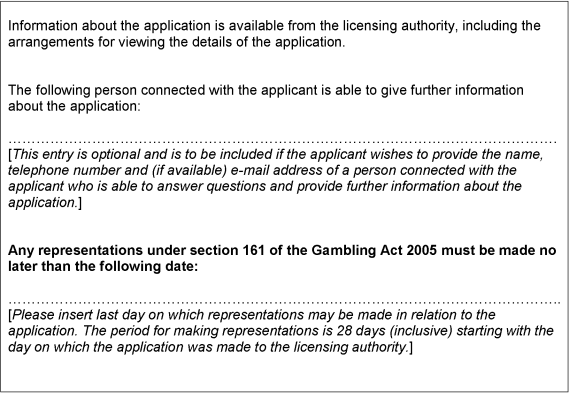 Information about the application is available from the licensing authority, including the
arrangements for viewing the details of the application.
The following person connected with the applicant is able to give further information
about the application:
……………………………………………………………………………………………………….
[This entry is optional and is to be included if the applicant wishes to provide the name,
telephone number and (if available) e-mail address of a person connected with the
applicant who is able to answer questions and provide further information about the
application.]
Any representations under section 161 of the Gambling Act 2005 must be made no
later than the following date:
………………………………………………………………………………………………………..
[Please insert last day on which representations may be made in relation to the
application. The period for making representations is 28 days (inclusive) starting with the
day on which the application was made to the licensing authority.]